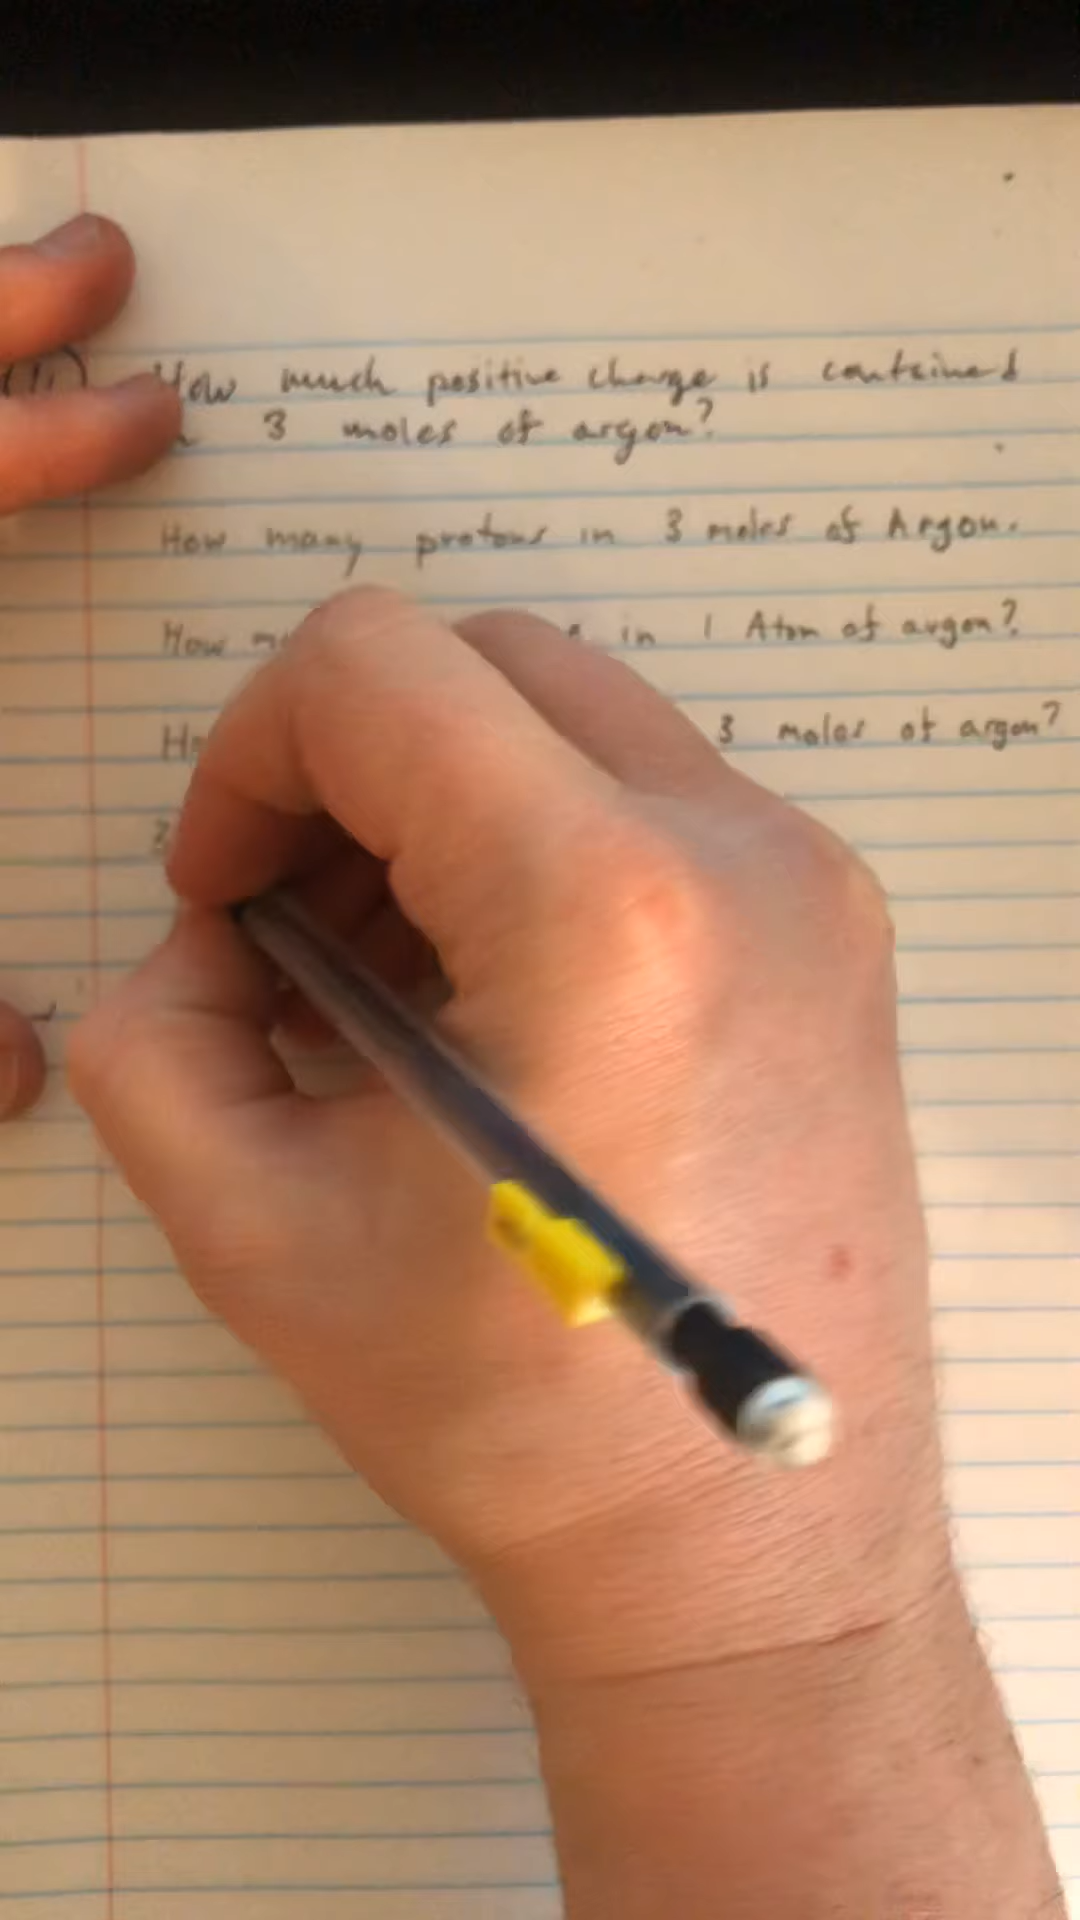 How much positive charge is contained
3 moles of argon?
How many protons in 3 moles of Argon.
How in 1 Atom of argon?
3 moles of argon?